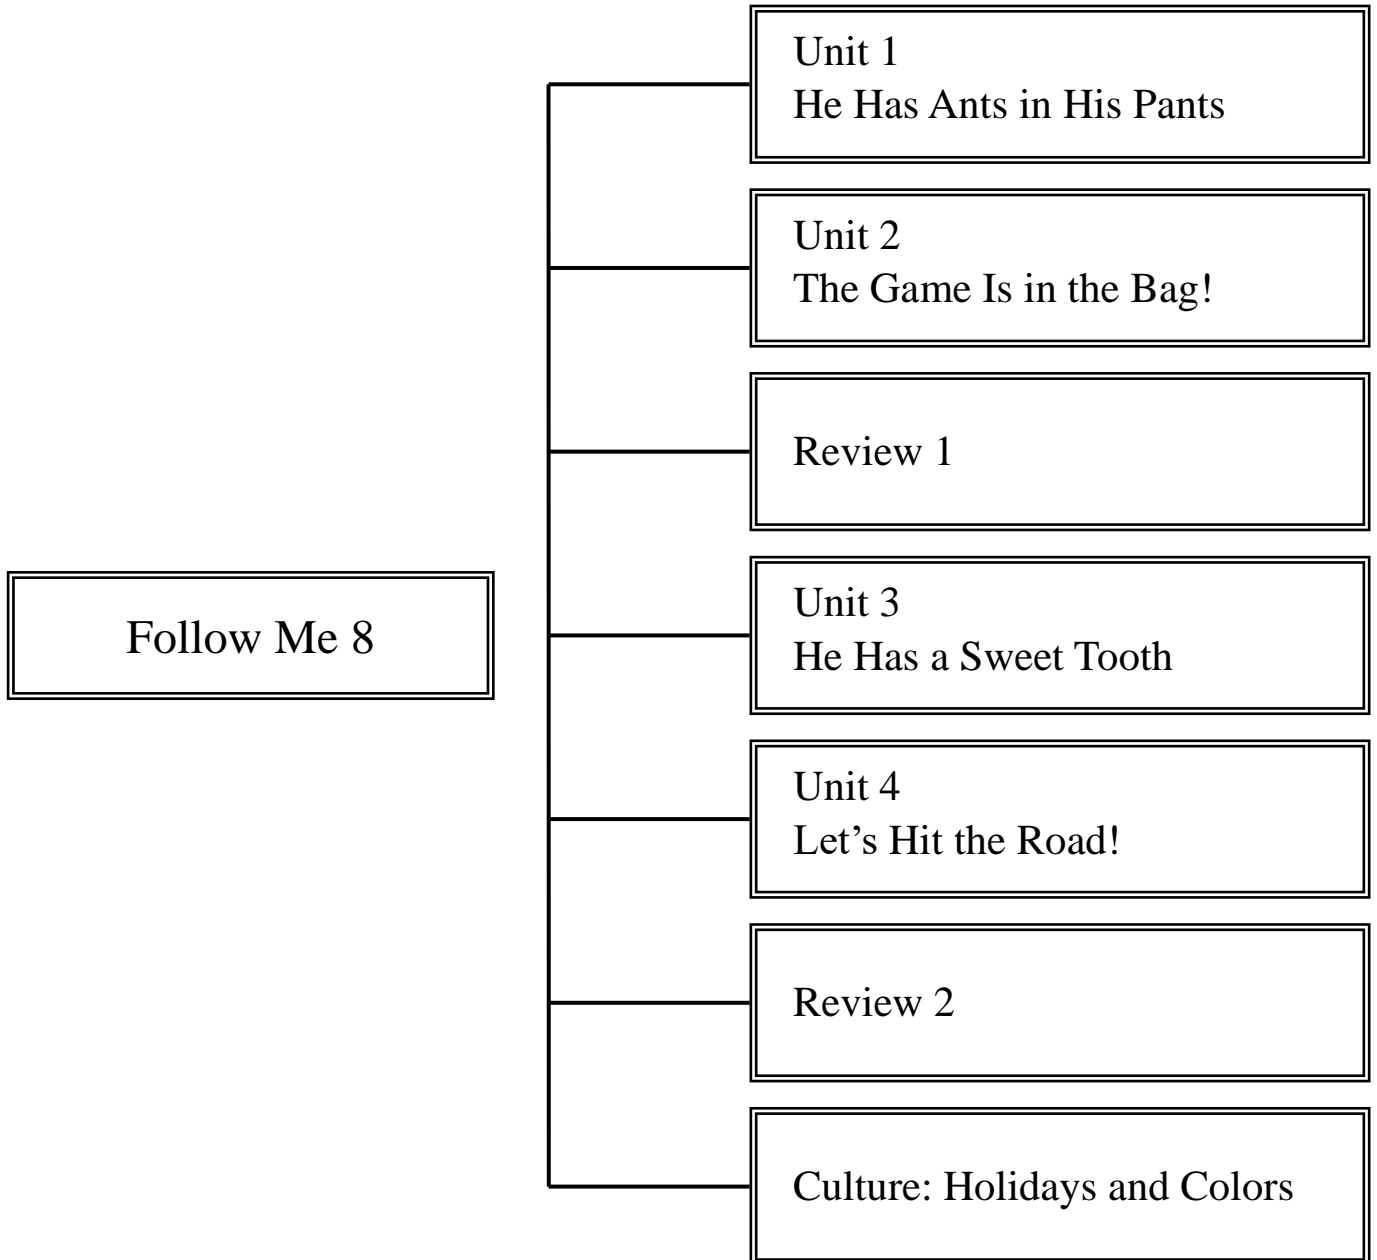 Follow Me 8
Unit 1
He Has Ants in His Pants
Unit 2
The Game Is in the Bag!
Review 1
Unit 3
He Has a Sweet Tooth
Unit 4
Let’s Hit the Road!
Review 2
Culture: Holidays and Colors